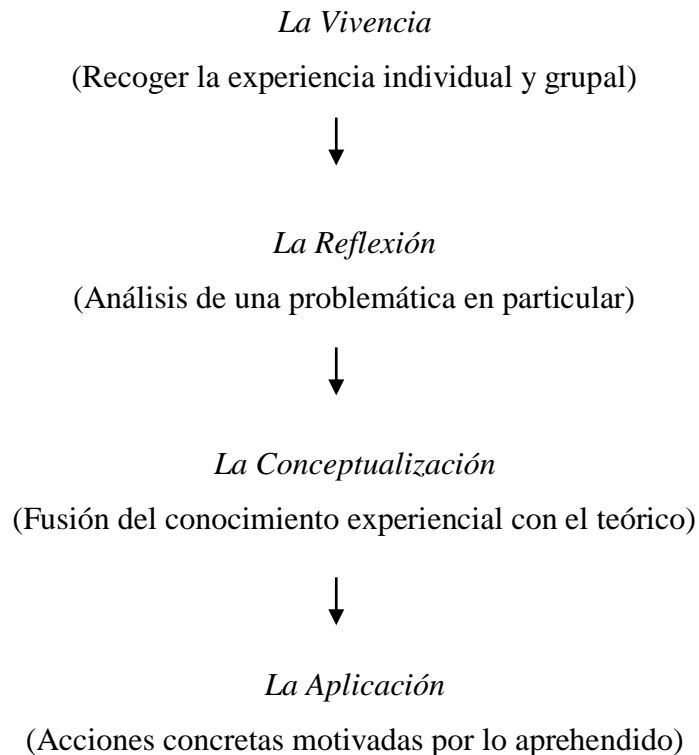 La Vivencia
(Recoger la experiencia individual y grupal)
La Reflexión
(Análisis de una problemática en particular)
La Conceptualización
(Fusión del conocimiento experiencial con el teórico)
La Aplicación
(Acciones concretas motivadas por lo aprehendido)